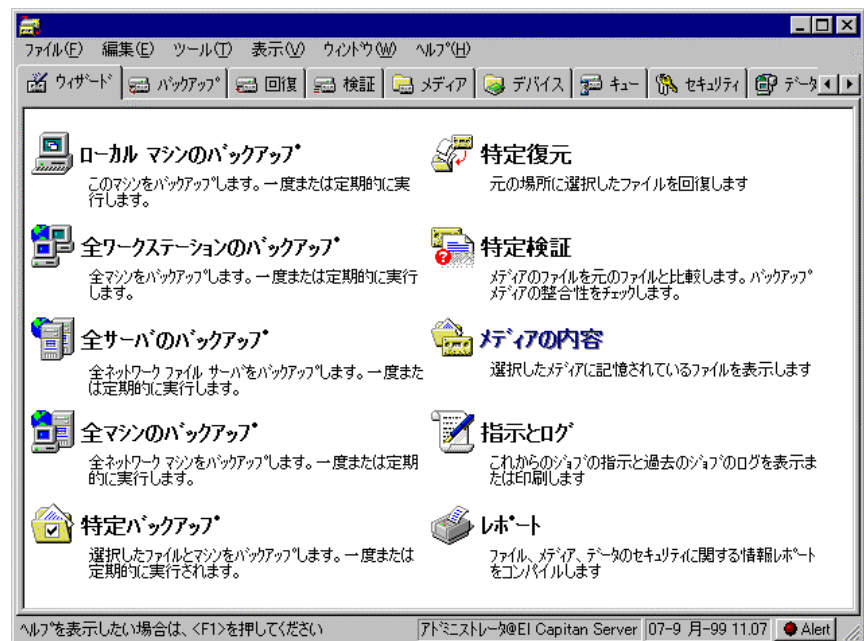 ファイル(F) 編集(E) ツール(T) 表示(V) ウィンドウ(W) ヘルプ(H)
ウィザード バックアップ 回復 検証 メディア デバイス キュー セキュリティ データ
ローカル マシンのバックアップ
このマシンをバックアップします。一度または定期的に実
行します。
全ワークステーションのバックアップ
全マシンをバックアップします。一度または定期的に実行
します。
全サーバのバックアップ
全ネットワーク ファイル サーバをバックアップします。一度また
は定期的に実行します。
全マシンのバックアップ
全ネットワーク マシンをバックアップします。一度または定期
的に実行します。
特定バックアップ
選択したファイルとマシンをバックアップします。一度または
定期的に実行されます。
特定復元
元の場所に選択したファイルを回復します
特定検証
メディアのファイルを元のファイルと比較します。バックアップ
メディアの整合性をチェックします。
メディアの内容
選択したメディアに記憶されているファイルを表示します
指示とログ
これからのジョブの指示と過去のジョブのログを表示ま
たは印刷します
レポート
ファイル、メディア、データのセキュリティに関する情報レポート
をコンパイルします
ヘルプを表示したい場合は、<F1>を押してください アドミニストレータ@El Capitan Server 07-9 月-99 11.07 Alert